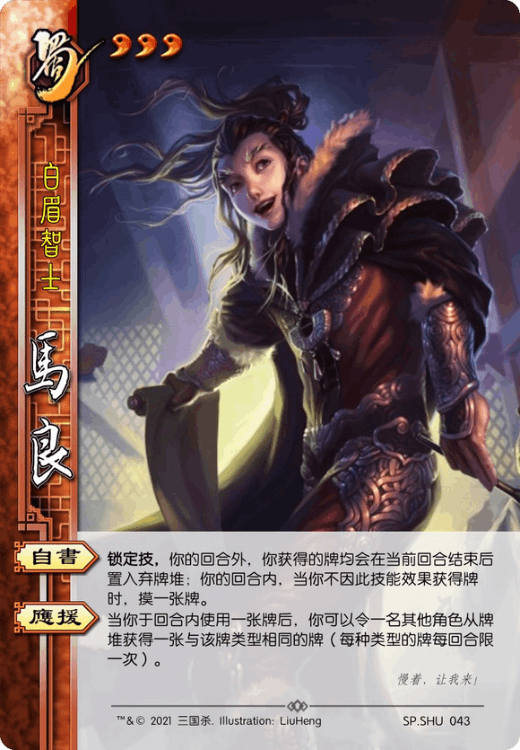 蜀
白眉智士
馬良
自書
锁定技，你的回合外，你获得的牌均会在当前回合结束后
置入弃牌堆；你的回合内，当你不因此技能效果获得牌
时，摸一张牌。
應援
当你于回合内使用一张牌后，你可以令一名其他角色从牌
堆获得一张与该牌类型相同的牌（每种类型的牌每回合限
一次）。
慢着，让我来！
™&© 2021 三国杀. Illustration: LiuHeng
SP.SHU 043